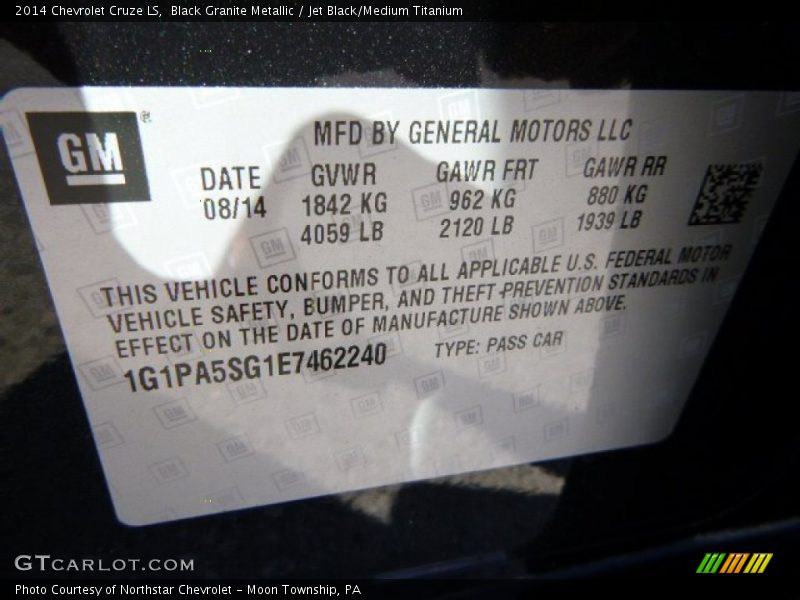 2014 Chevrolet Cruze LS,  Black Granite Metallic / Jet Black/Medium Titanium
GM ®
MFD BY GENERAL MOTORS LLC
DATE GVWR GAWR FRT GAWR RR
08/14 1842 KG 962 KG 880 KG
4059 LB 2120 LB 1939 LB
THIS VEHICLE CONFORMS TO ALL APPLICABLE U.S. FEDERAL MOTOR
VEHICLE SAFETY, BUMPER, AND THEFT-PREVENTION STANDARDS IN
EFFECT ON THE DATE OF MANUFACTURE SHOWN ABOVE.
1G1PA5SG1E7462240 TYPE: PASS CAR
GTCARLOT.COM
Photo Courtesy of Northstar Chevrolet - Moon Township, PA